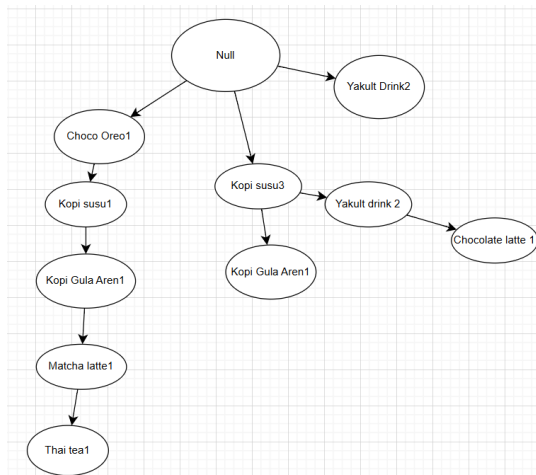 Null
Yakult Drink2
Choco Oreo1
Kopi susu3
Kopi susu1
Yakult drink 2
Chocolate latte 1
Kopi Gula Aren1
Kopi Gula Aren1
Matcha latte1
Thai tea1